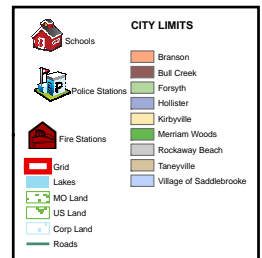 CITY LIMITS
Schools
Police Stations
Fire Stations
Grid
Lakes
MO Land
US Land
Corp Land
Roads
Branson
Bull Creek
Forsyth
Hollister
Kirbyville
Merriam Woods
Rockaway Beach
Taneyville
Village of Saddlebrooke